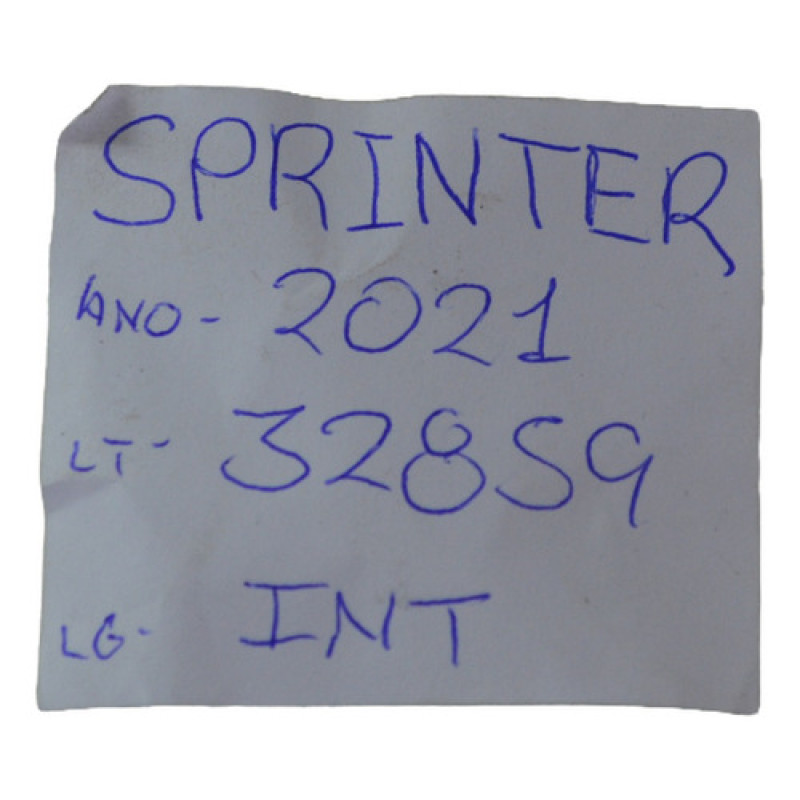 SPRINTER
ANO- 2021
LT- 32859
LG- INT